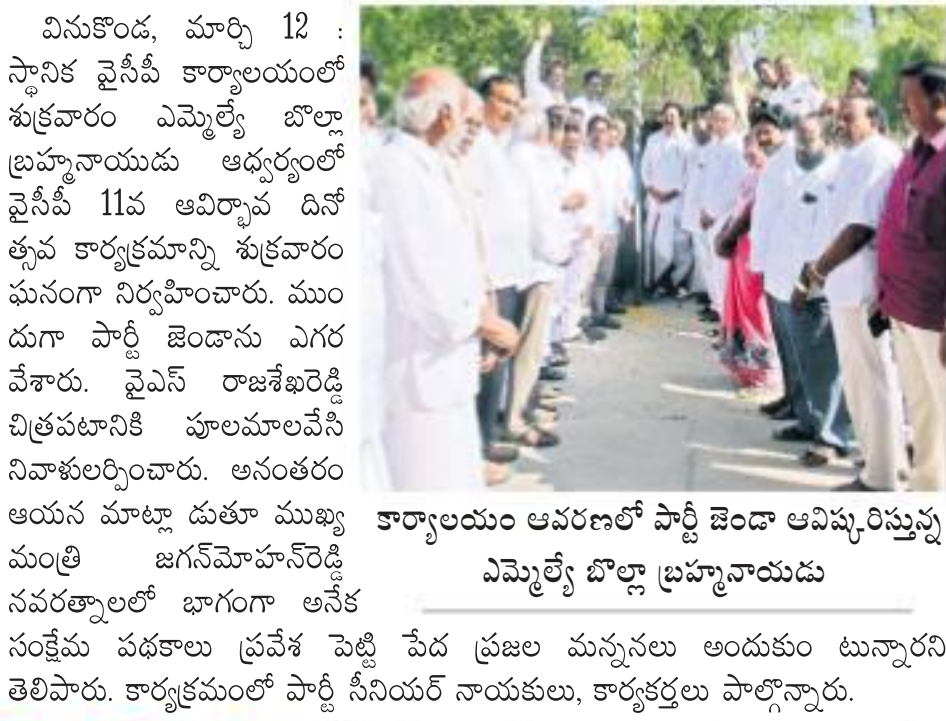 వినుకొండ, మార్చి 12 :
స్థానిక వైసీపీ కార్యాలయంలో
శుక్రవారం ఎమ్మెల్యే బొల్లా
బ్రహ్మనాయుడు ఆధ్వర్యంలో
వైసీపీ 11వ ఆవిర్భావ దినో
త్సవ కార్యక్రమాన్ని శుక్రవారం
ఘనంగా నిర్వహించారు. ముం
దుగా పార్టీ జెండాను ఎగర
వేశారు. వైఎస్ రాజశేఖరరెడ్డి
చిత్రపటానికి పూలమాలవేసి
నివాళులర్పించారు. అనంతరం
ఆయన మాట్లా డుతూ ముఖ్య
మంత్రి జగన్‌మోహన్‌రెడ్డి
నవరత్నాలలో భాగంగా అనేక
సంక్షేమ పథకాలు ప్రవేశ పెట్టి పేద ప్రజల మన్ననలు అందుకుం టున్నారని
తెలిపారు. కార్యక్రమంలో పార్టీ సీనియర్ నాయకులు, కార్యకర్తలు పాల్గొన్నారు.
కార్యాలయం ఆవరణలో పార్టీ జెండా ఆవిష్కరిస్తున్న
ఎమ్మెల్యే బొల్లా బ్రహ్మనాయడు